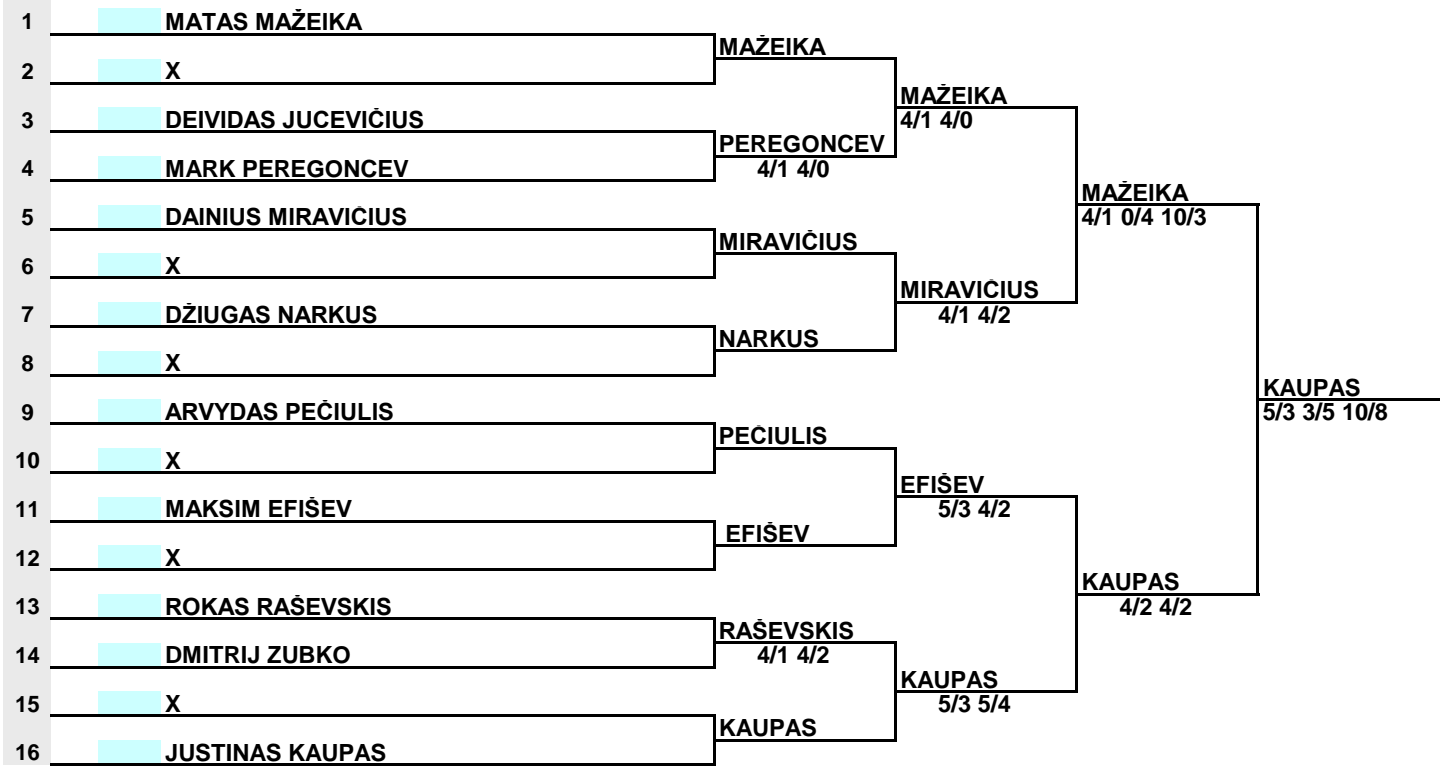 1 MATAS MAŽEIKA
2 X
3 DEIVIDAS JUCEVIČIUS
4 MARK PEREGONCEV
5 DAINIUS MIRAVIČIUS
6 X
7 DŽIUGAS NARKUS
8 X
9 ARVYDAS PEČIULIS
10 X
11 MAKSIM EFIŠEV
12 X
13 ROKAS RAŠEVSKIS
14 DMITRIJ ZUBKO
15 X
16 JUSTINAS KAUPAS
MAŽEIKA
PEREGONCEV
4/1 4/0
MIRAVIČIUS
NARKUS
PEČIULIS
EFIŠEV
RAŠEVSKIS
4/1 4/2
KAUPAS
MAŽEIKA
4/1 4/0
MIRAVIČIUS
4/1 4/2
EFIŠEV
5/3 4/2
KAUPAS
5/3 5/4
MAŽEIKA
4/1 0/4 10/3
KAUPAS
4/2 4/2
KAUPAS
5/3 3/5 10/8